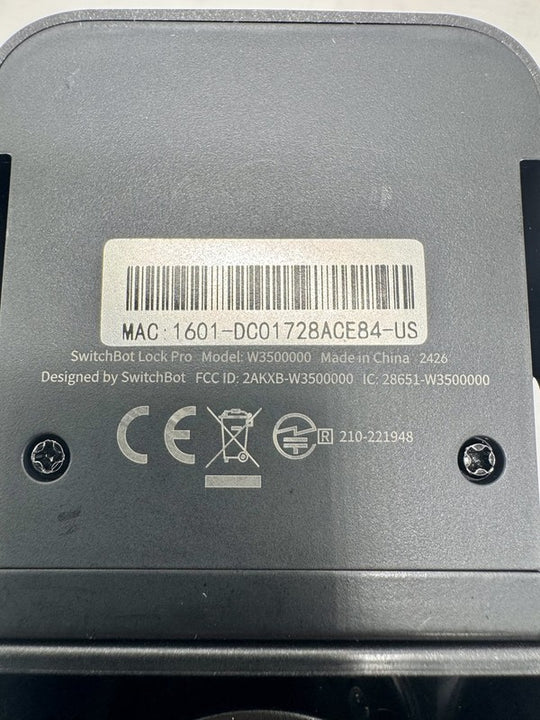 MAC:1601-DC01728ACE84-US
SwitchBot Lock Pro Model: W3500000 Made in China 2426
Designed by SwitchBot FCC ID: 2AKXB-W3500000 IC: 28651-W3500000
CE R 210-221948